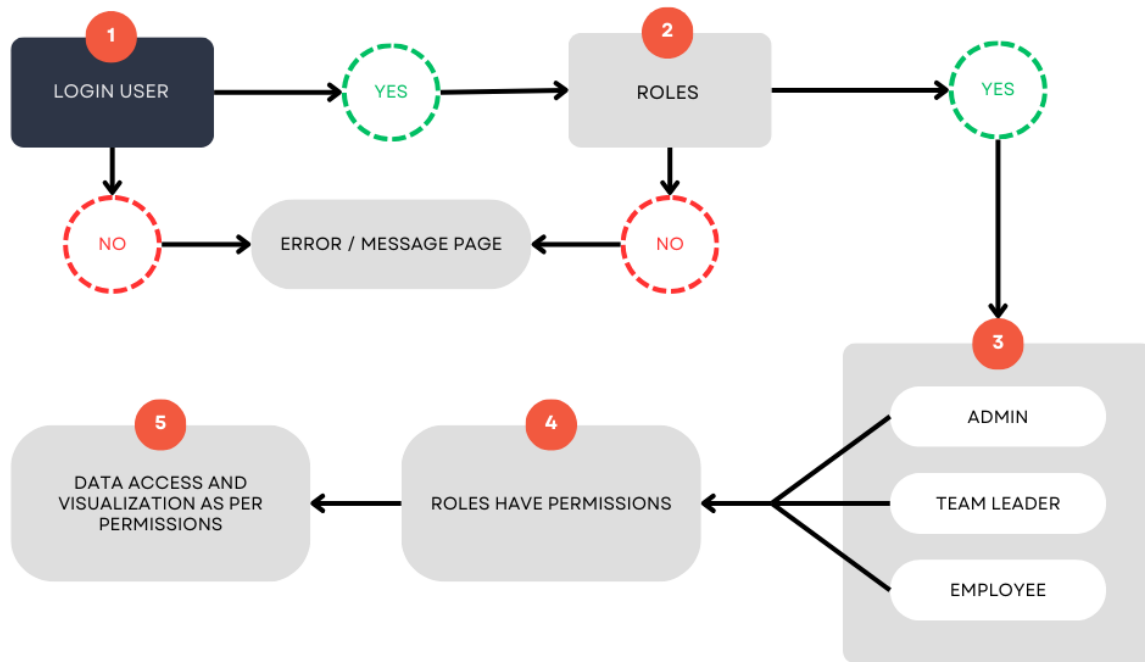 1
LOGIN USER
YES
2
ROLES
YES
NO
ERROR / MESSAGE PAGE
NO
3
ADMIN
TEAM LEADER
EMPLOYEE
4
ROLES HAVE PERMISSIONS
5
DATA ACCESS AND
VISUALIZATION AS PER
PERMISSIONS